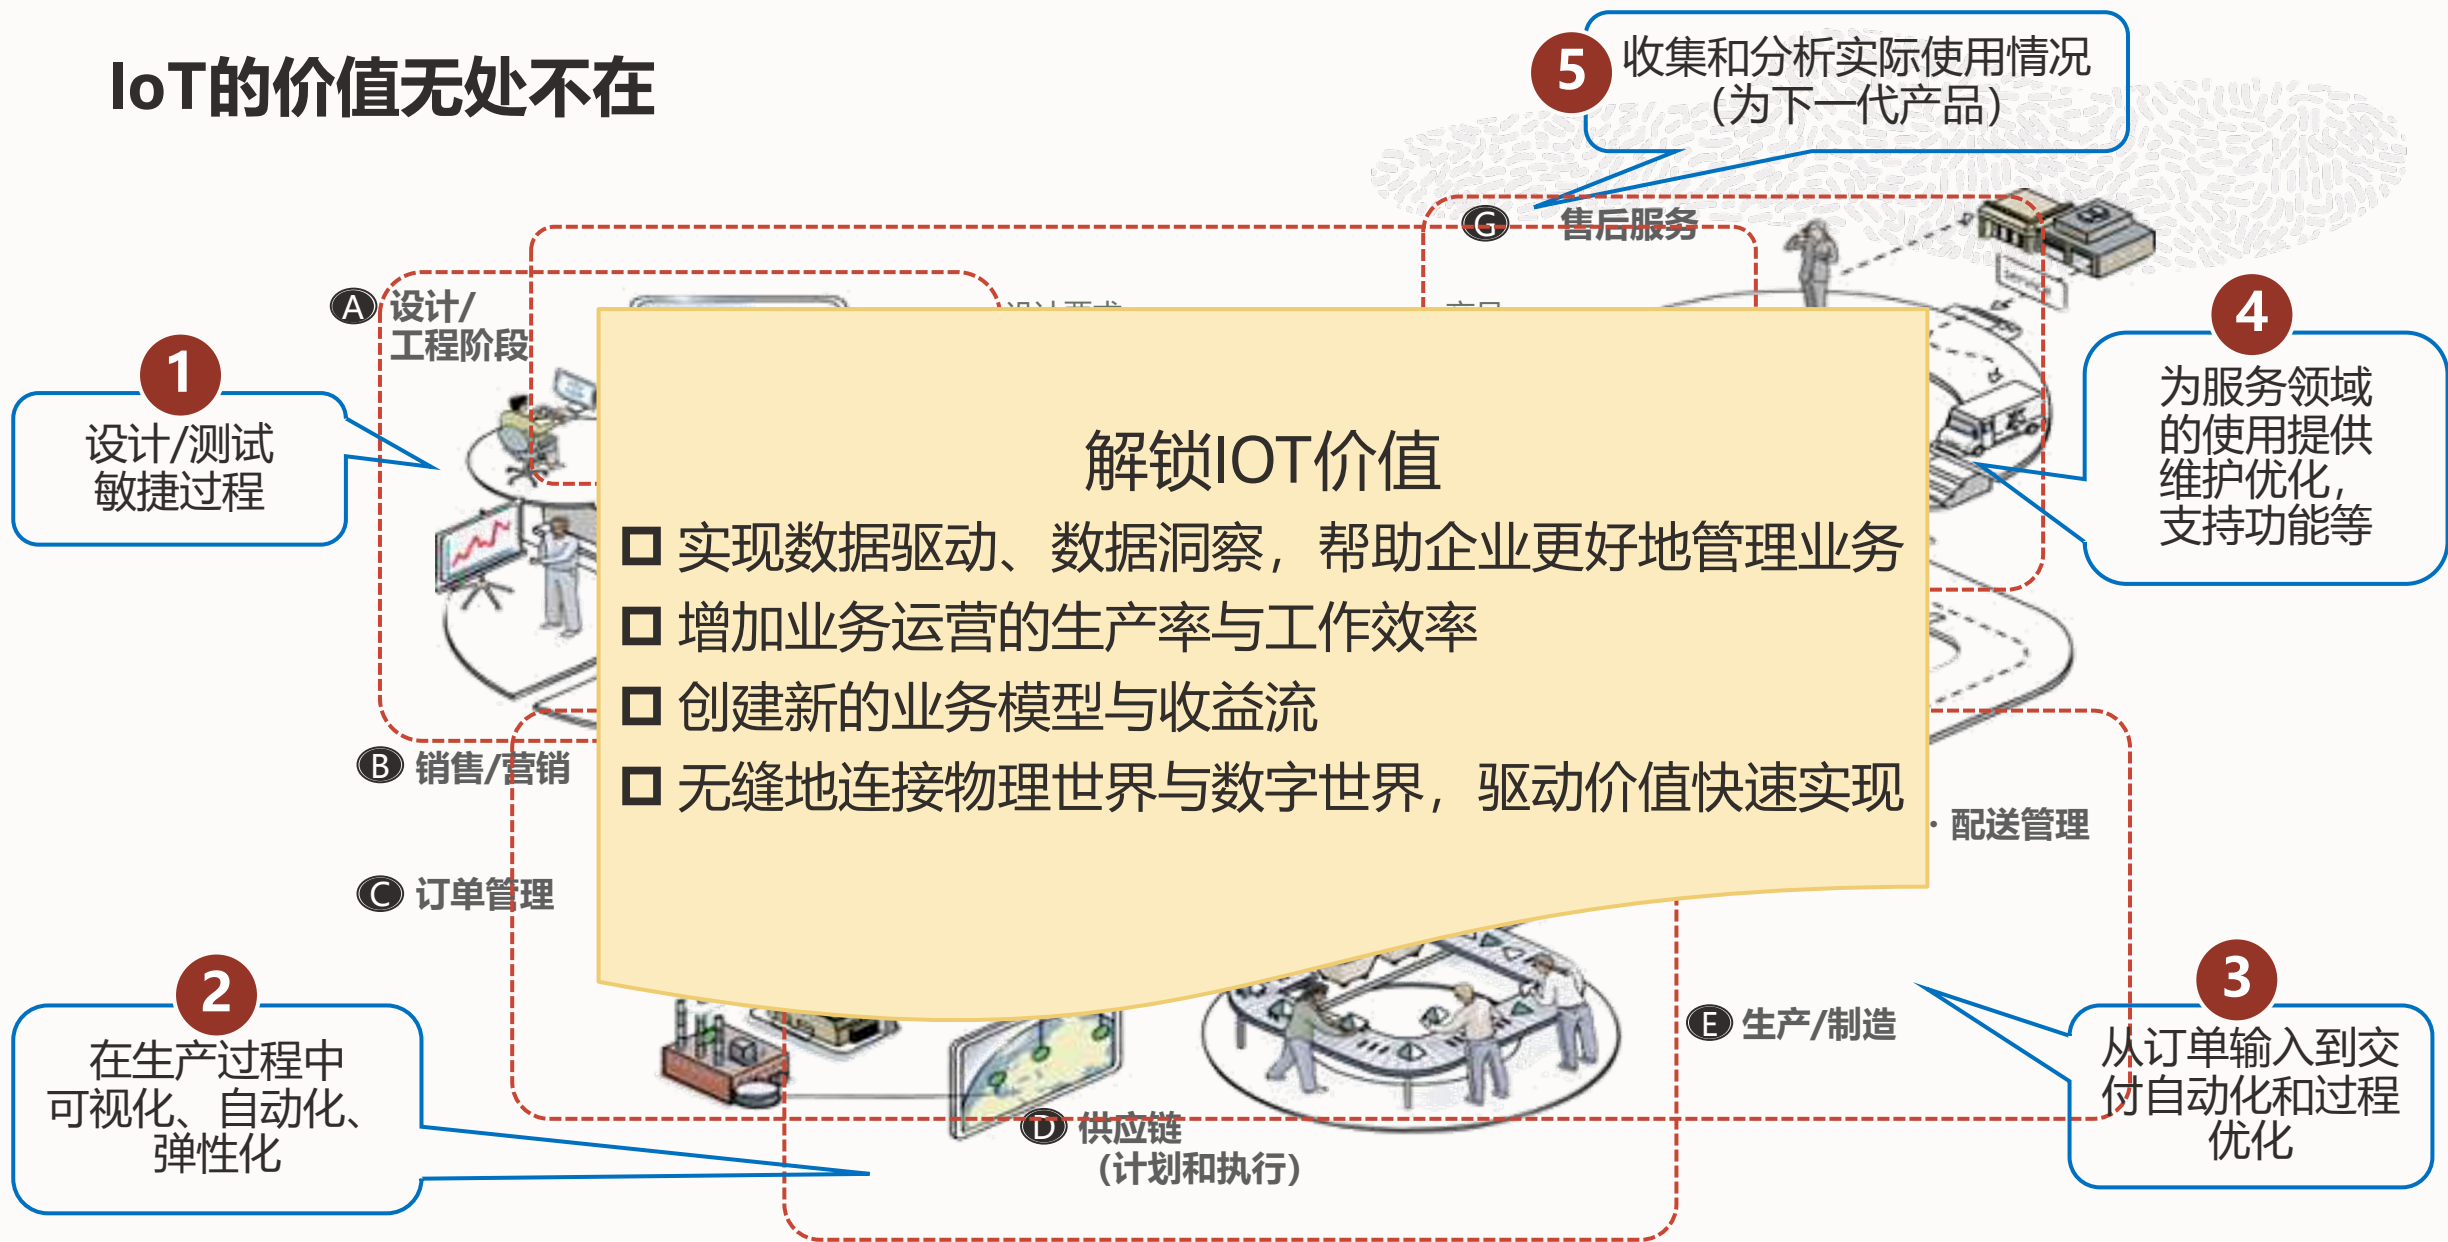 IoT的价值无处不在
5
收集和分析实际使用情况
（为下一代产品）
G 售后服务
A 设计/
工程阶段
1
设计/测试
敏捷过程
4
为服务领域
的使用提供
维护优化，
支持功能等
解锁IOT价值
实现数据驱动、数据洞察，帮助企业更好地管理业务
增加业务运营的生产率与工作效率
创建新的业务模型与收益流
无缝地连接物理世界与数字世界，驱动价值快速实现
B 销售/营销
· 配送管理
C 订单管理
2
在生产过程中
可视化、自动化、
弹性化
3
从订单输入到交
付自动化和过程
优化
E 生产/制造
D 供应链
（计划和执行）